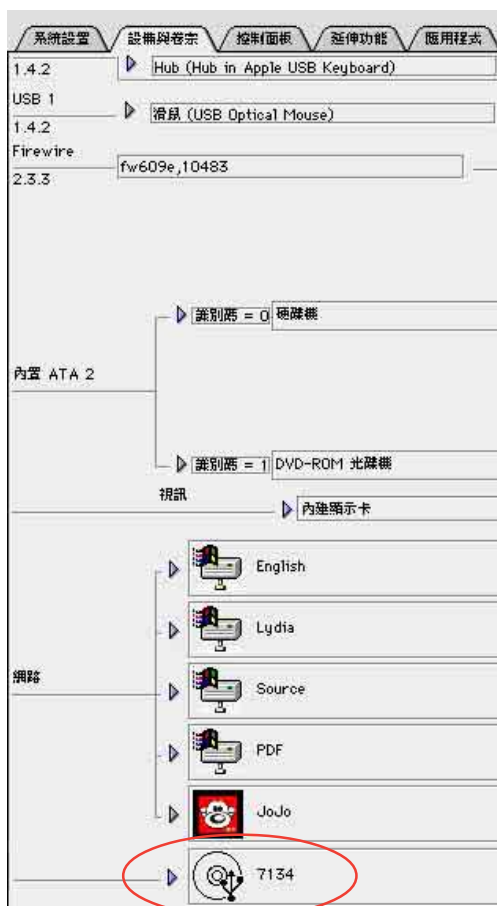 系統設置 設備與卷宗 控制面板 延伸功能 應用程式
1.4.2 Hub (Hub in Apple USB Keyboard)
USB 1
1.4.2 滑鼠 (USB Optical Mouse)
Firewire
2.3.3 fw609e,10483
識別碼 = 0 硬碟機
內置 ATA 2
識別碼 = 1 DVD-ROM 光碟機
視訊
內建顯示卡
English
Lydia
網路
Source
PDF
JoJo
7134